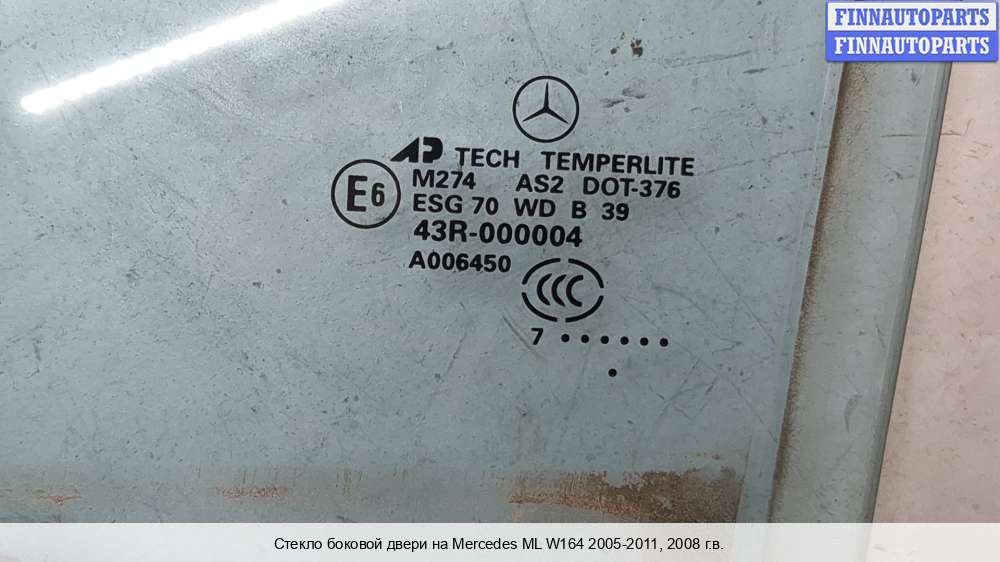 FINNAUTOPARTS
FINNAUTOPARTS
AP TECH TEMPERLITE
E6
M274 AS2 DOT-376
ESG 70 WD B 39
43R-000004
A006450
CCC
7 ······
·
Стекло боковой двери на Mercedes ML W164 2005-2011, 2008 г.в.